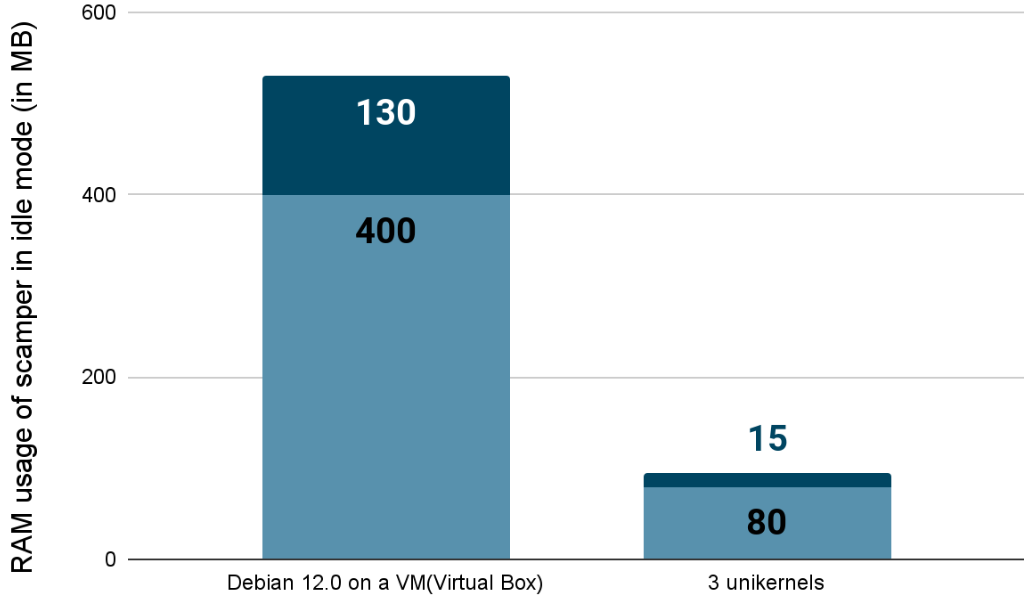 RAM usage of scamper in idle mode (in MB)
600
400
200
0
130
400
15
80
Debian 12.0 on a VM(Virtual Box)
3 unikernels